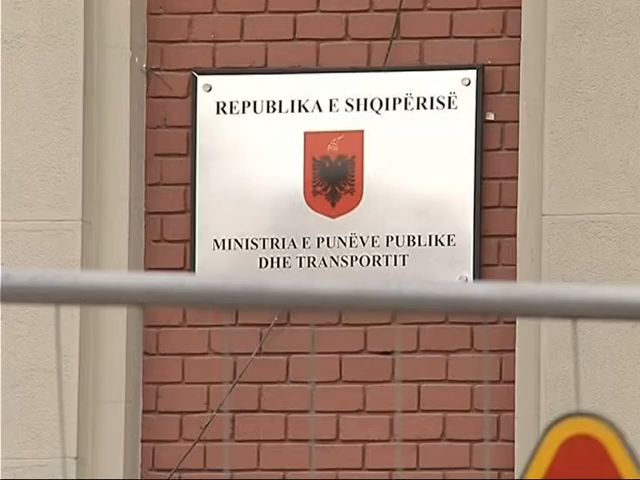 REPUBLIKA E SHQIPËRISË
MINISTRIA E PUNËVE PUBLIKE
DHE TRANSPORTIT